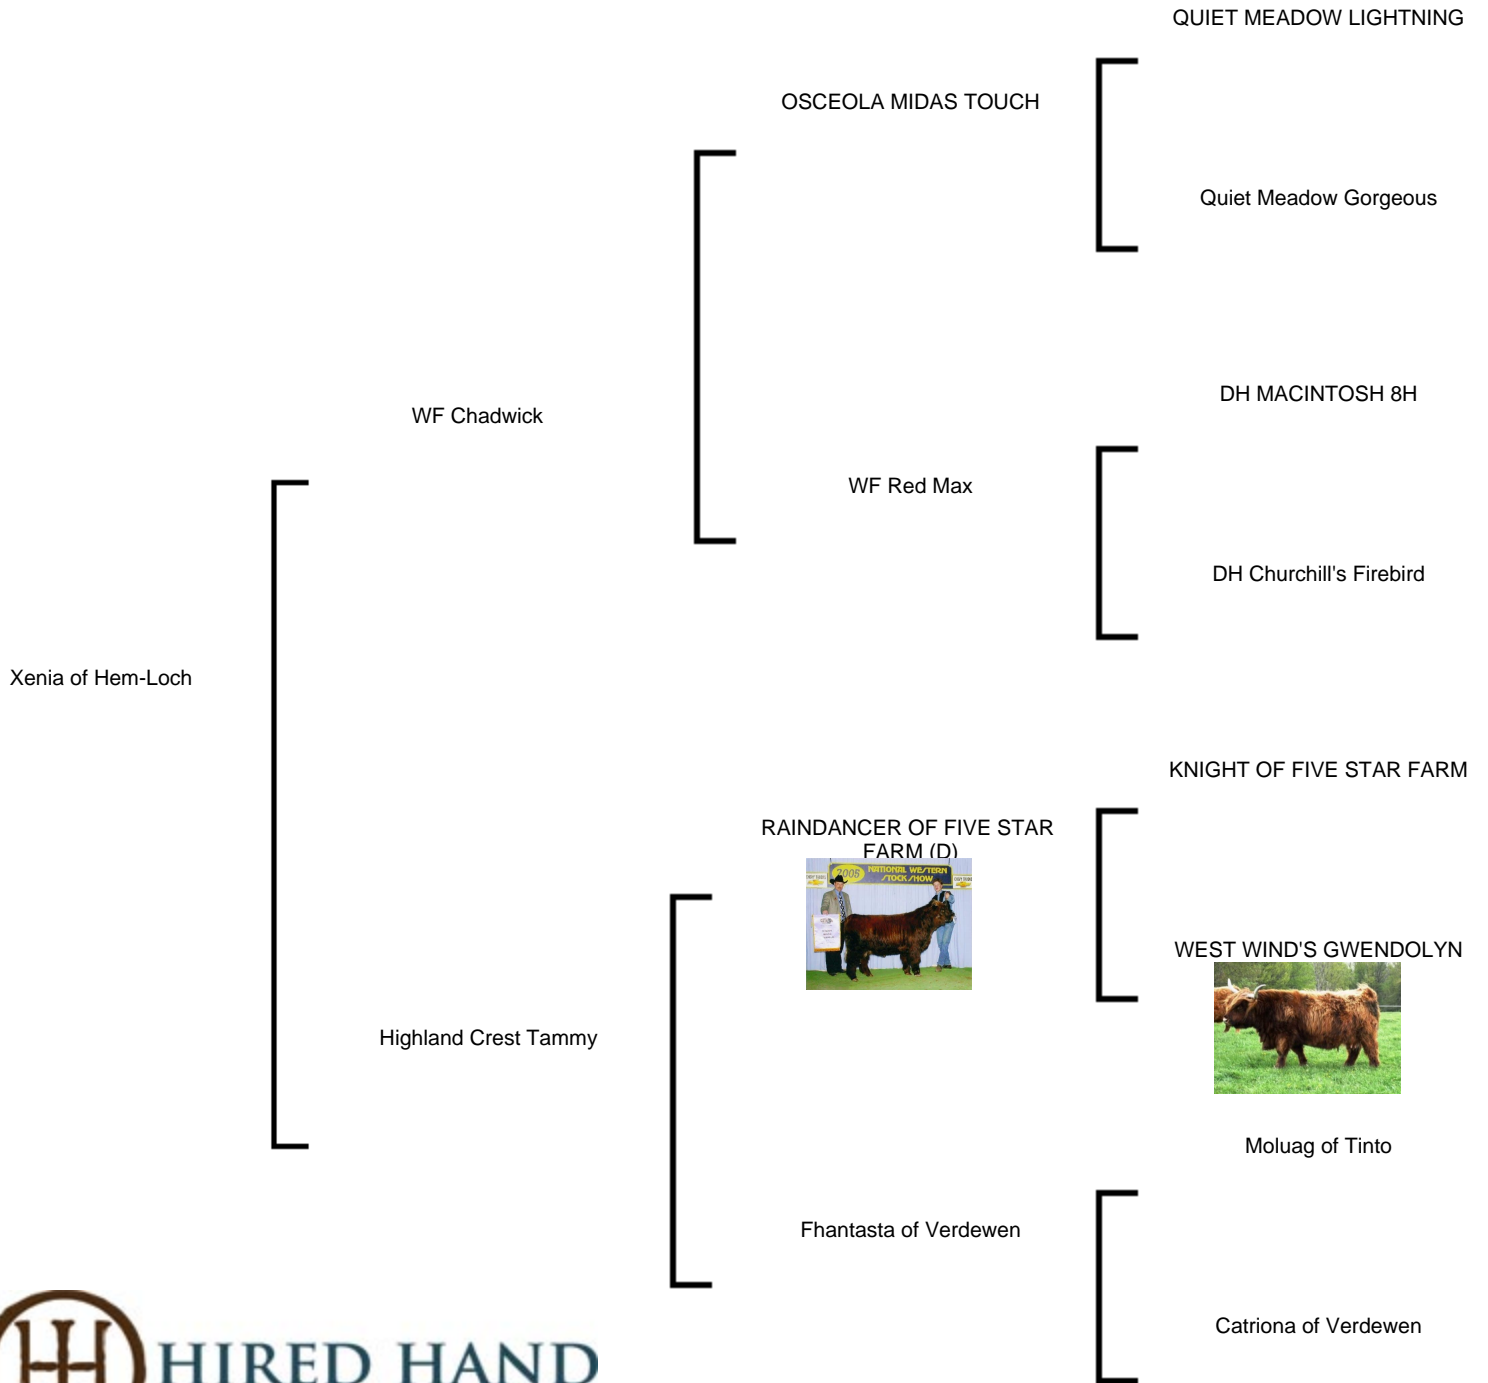 QUIET MEADOW LIGHTNING
OSCEOLA MIDAS TOUCH
Quiet Meadow Gorgeous
WF Chadwick
DH MACINTOSH 8H
WF Red Max
DH Churchill's Firebird
Xenia of Hem-Loch
KNIGHT OF FIVE STAR FARM
RAINDANCER OF FIVE STAR
FARM (D)
2005
NATIONAL WESTERN
STOCK SHOW
WEST WIND'S GWENDOLYN
Highland Crest Tammy
Moluag of Tinto
Fhantasta of Verdewen
Catriona of Verdewen
HIRED HAND